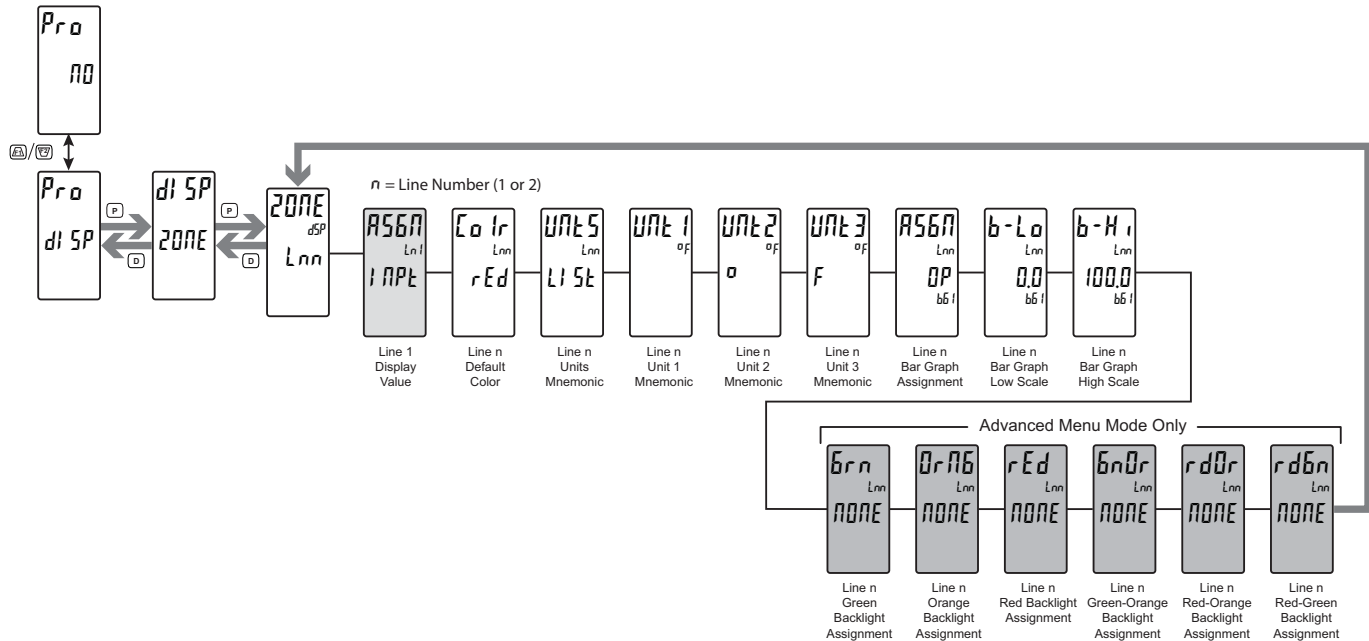 Pro
NO
F1/F2
Pro
dISP
P
D
dISP
ZONE
P
D
ZONE
dSP
Lnn
n = Line Number (1 or 2)
ASGN
Ln1
INPt
Line 1
Display
Value
Colr
Lnn
rEd
Line n
Default
Color
UNtS
Lnn
LISt
Line n
Units
Mnemonic
UNt1
°F
Line n
Unit 1
Mnemonic
UNt2
°F
°
Line n
Unit 2
Mnemonic
UNt3
°F
F
Line n
Unit 3
Mnemonic
ASGN
Lnn
OP
bG1
Line n
Bar Graph
Assignment
b-Lo
Lnn
0.0
bG1
Line n
Bar Graph
Low Scale
b-Hi
Lnn
100.0
bG1
Line n
Bar Graph
High Scale
Advanced Menu Mode Only
Grn
Lnn
NONE
Line n
Green
Backlight
Assignment
OrNG
Lnn
NONE
Line n
Orange
Backlight
Assignment
rEd
Lnn
NONE
Line n
Red Backlight
Assignment
GnOr
Lnn
NONE
Line n
Green-Orange
Backlight
Assignment
rdOr
Lnn
NONE
Line n
Red-Orange
Backlight
Assignment
rdGn
Lnn
NONE
Line n
Red-Green
Backlight
Assignment